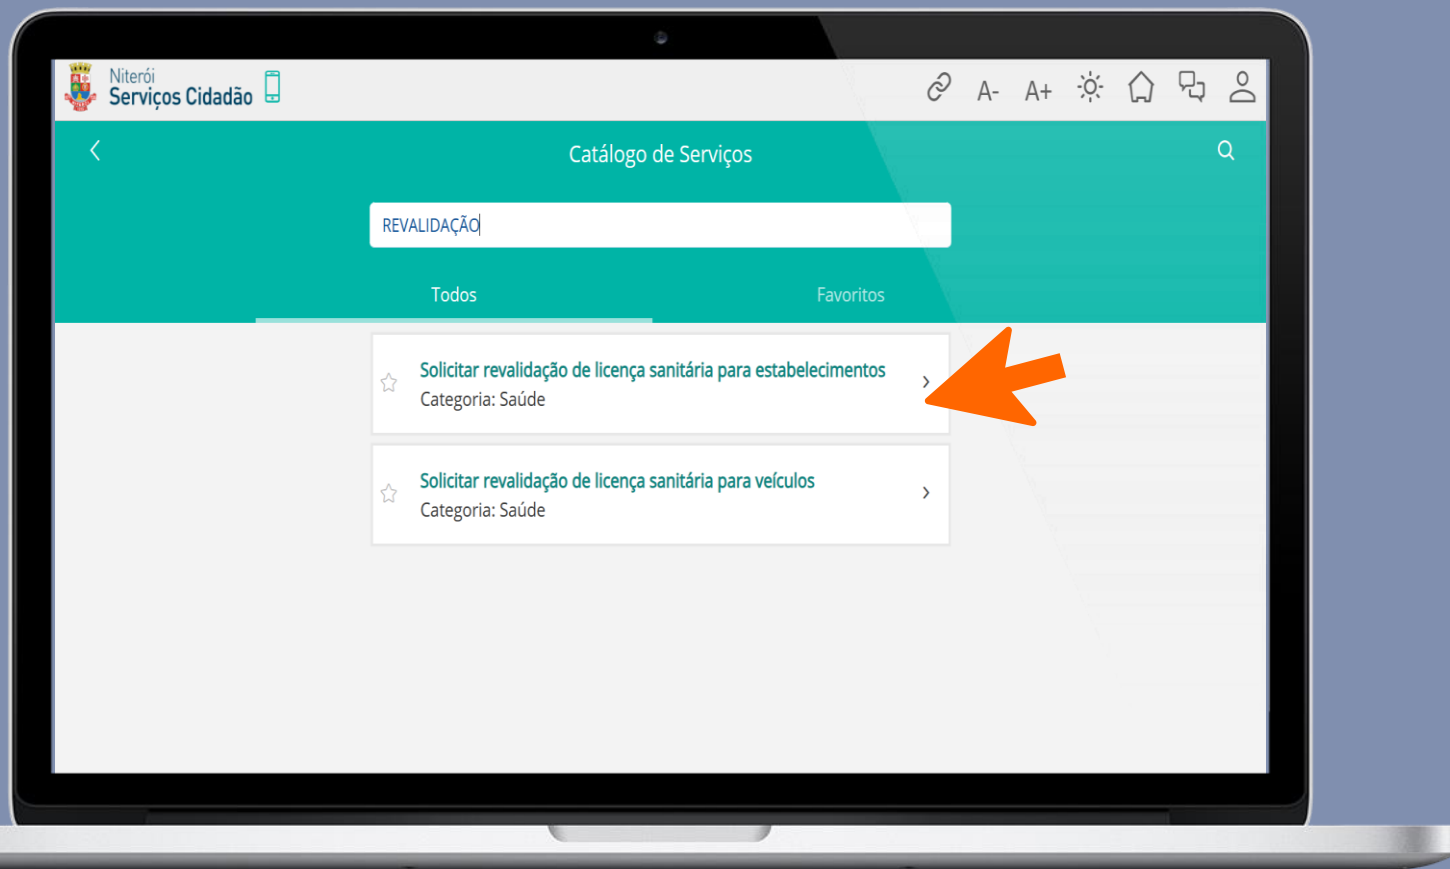 Niterói
Serviços Cidadão
A- A+
Catálogo de Serviços
REVALIDAÇÃO
Todos Favoritos
Solicitar revalidação de licença sanitária para estabelecimentos
Categoria: Saúde
Solicitar revalidação de licença sanitária para veículos
Categoria: Saúde